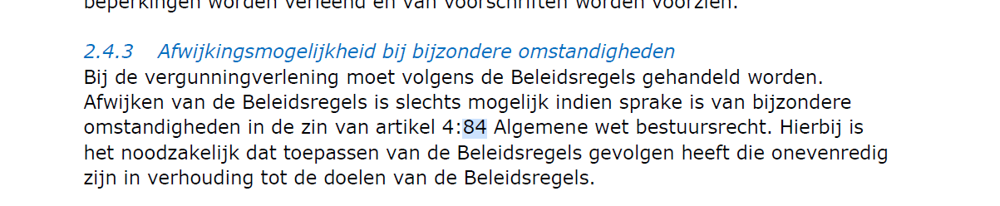 beperkingen worden verleend en van voorschriften worden voorzien.
2.4.3 Afwijkingsmogelijkheid bij bijzondere omstandigheden
Bij de vergunningverlening moet volgens de Beleidsregels gehandeld worden.
Afwijken van de Beleidsregels is slechts mogelijk indien sprake is van bijzondere
omstandigheden in de zin van artikel 4:84 Algemene wet bestuursrecht. Hierbij is
het noodzakelijk dat toepassen van de Beleidsregels gevolgen heeft die onevenredig
zijn in verhouding tot de doelen van de Beleidsregels.